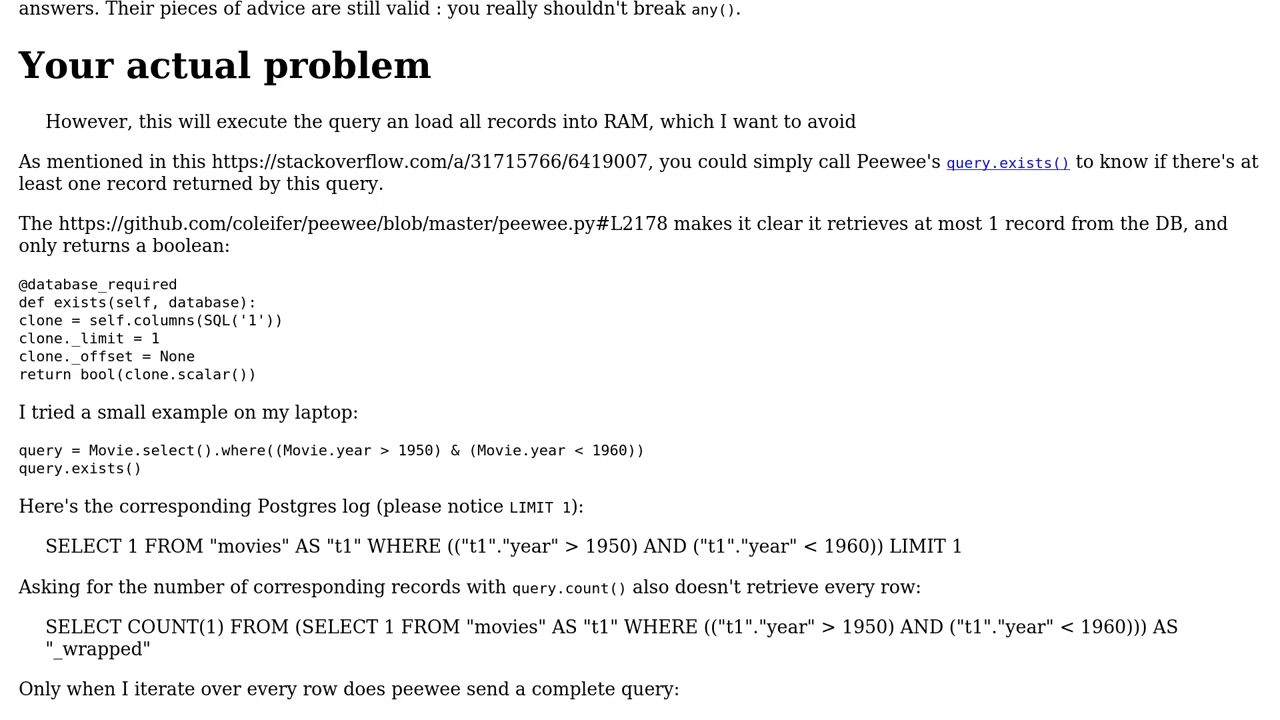 answers. Their pieces of advice are still valid : you really shouldn't break any().
Your actual problem
However, this will execute the query an load all records into RAM, which I want to avoid
As mentioned in this https://stackoverflow.com/a/31715766/6419007, you could simply call Peewee's query.exists() to know if there's at
least one record returned by this query.
The https://github.com/coleifer/peewee/blob/master/peewee.py#L2178 makes it clear it retrieves at most 1 record from the DB, and
only returns a boolean:
@database_required
def exists(self, database):
clone = self.columns(SQL('1'))
clone._limit = 1
clone._offset = None
return bool(clone.scalar())
I tried a small example on my laptop:
query = Movie.select().where((Movie.year > 1950) & (Movie.year < 1960))
query.exists()
Here's the corresponding Postgres log (please notice LIMIT 1):
SELECT 1 FROM "movies" AS "t1" WHERE (("t1"."year" > 1950) AND ("t1"."year" < 1960)) LIMIT 1
Asking for the number of corresponding records with query.count() also doesn't retrieve every row:
SELECT COUNT(1) FROM (SELECT 1 FROM "movies" AS "t1" WHERE (("t1"."year" > 1950) AND ("t1"."year" < 1960))) AS
"_wrapped"
Only when I iterate over every row does peewee send a complete query: